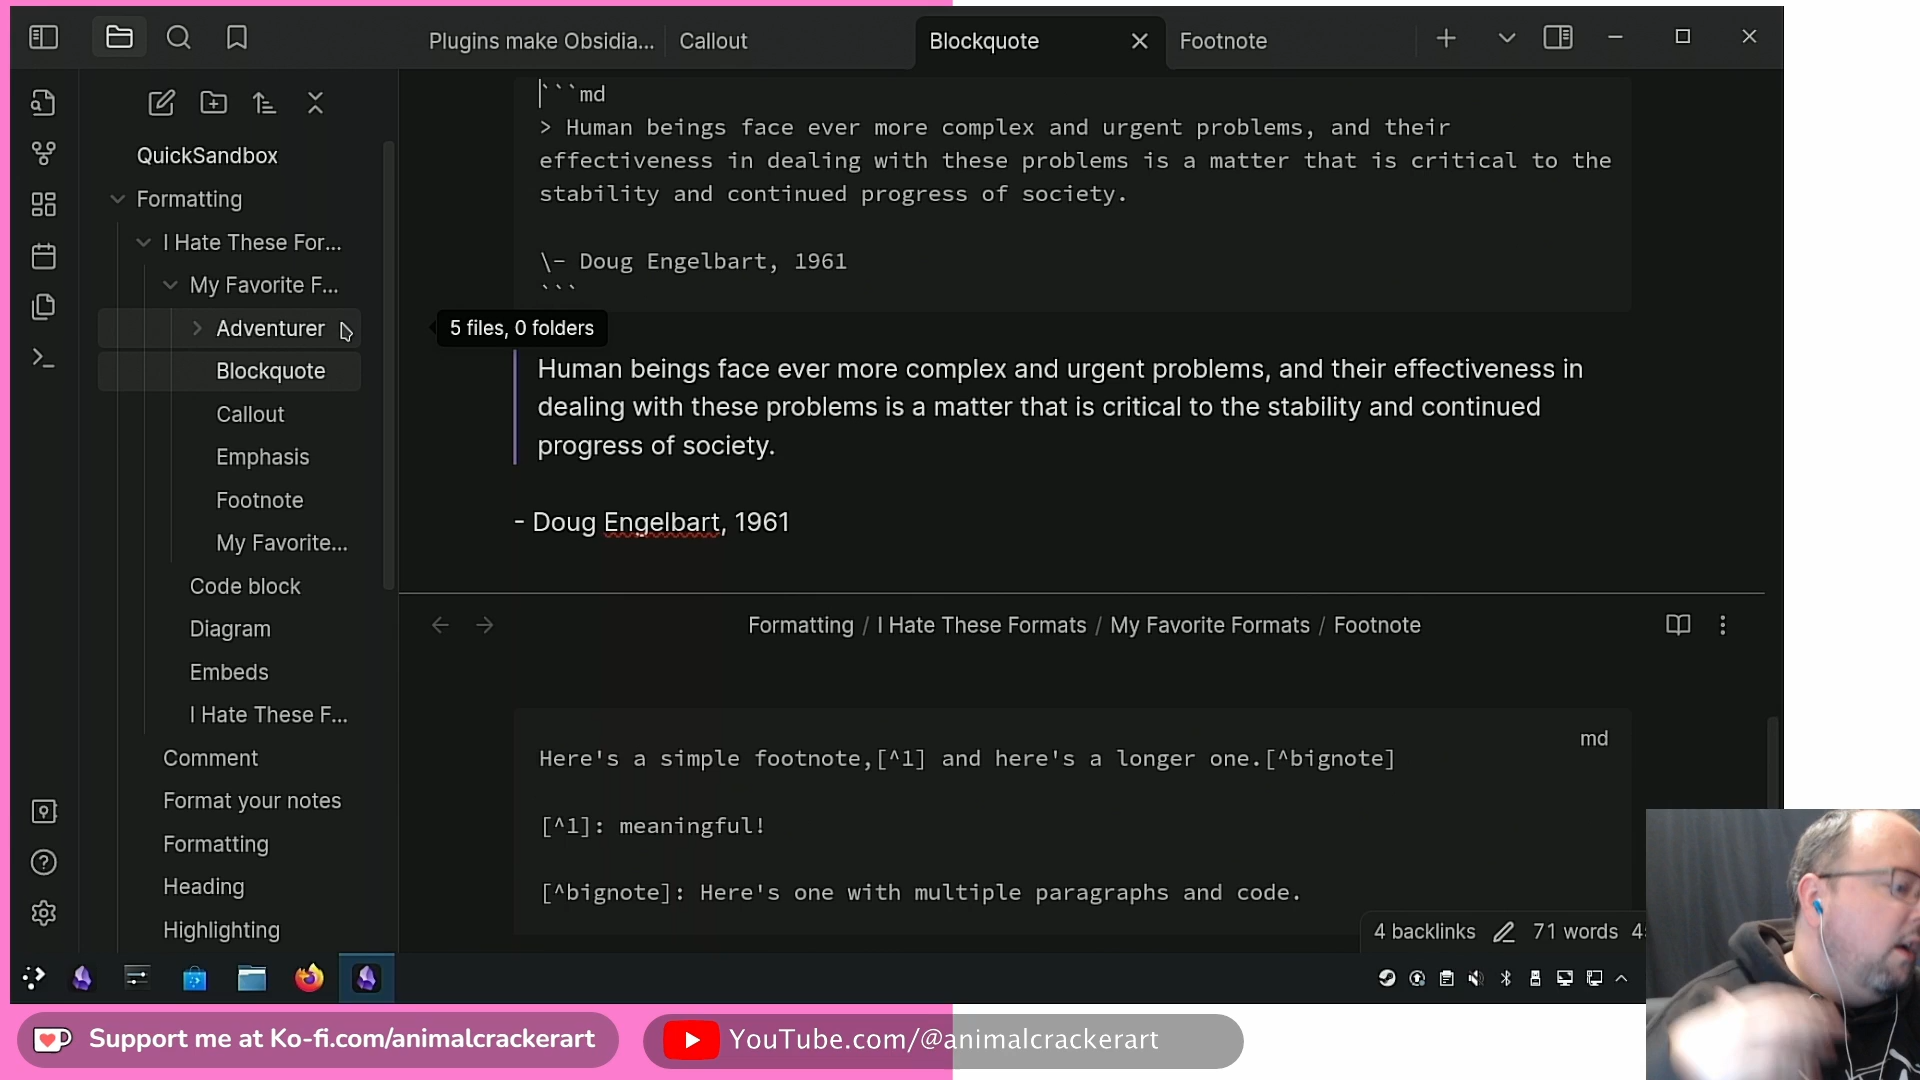 Plugins make Obsidia...
Callout
Blockquote
Footnote
QuickSandbox
Formatting
I Hate These For...
My Favorite F...
Adventurer
Blockquote
Callout
Emphasis
Footnote
My Favorite...
Code block
Diagram
Embeds
I Hate These F...
Comment
Format your notes
Formatting
Heading
Highlighting
```md
> Human beings face ever more complex and urgent problems, and their
effectiveness in dealing with these problems is a matter that is critical to the
stability and continued progress of society.
\- Doug Engelbart, 1961
```
5 files, 0 folders
Human beings face ever more complex and urgent problems, and their effectiveness in
dealing with these problems is a matter that is critical to the stability and continued
progress of society.
- Doug Engelbart, 1961
Formatting / I Hate These Formats / My Favorite Formats / Footnote
md
Here's a simple footnote,[^1] and here's a longer one.[^bignote]
[^1]: meaningful!
[^bignote]: Here's one with multiple paragraphs and code.
4 backlinks 71 words
Support me at Ko-fi.com/animalcrackerart
YouTube.com/@animalcrackerart